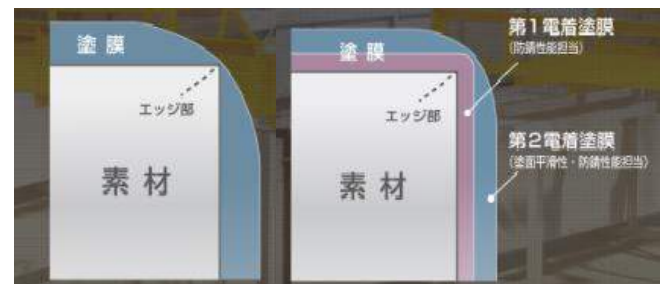 塗膜
エッジ部
素材
塗膜
エッジ部
素材
第1電着塗膜
(防錆性能担当)
第2電着塗膜
(塗面平滑性・防錆性能担当)